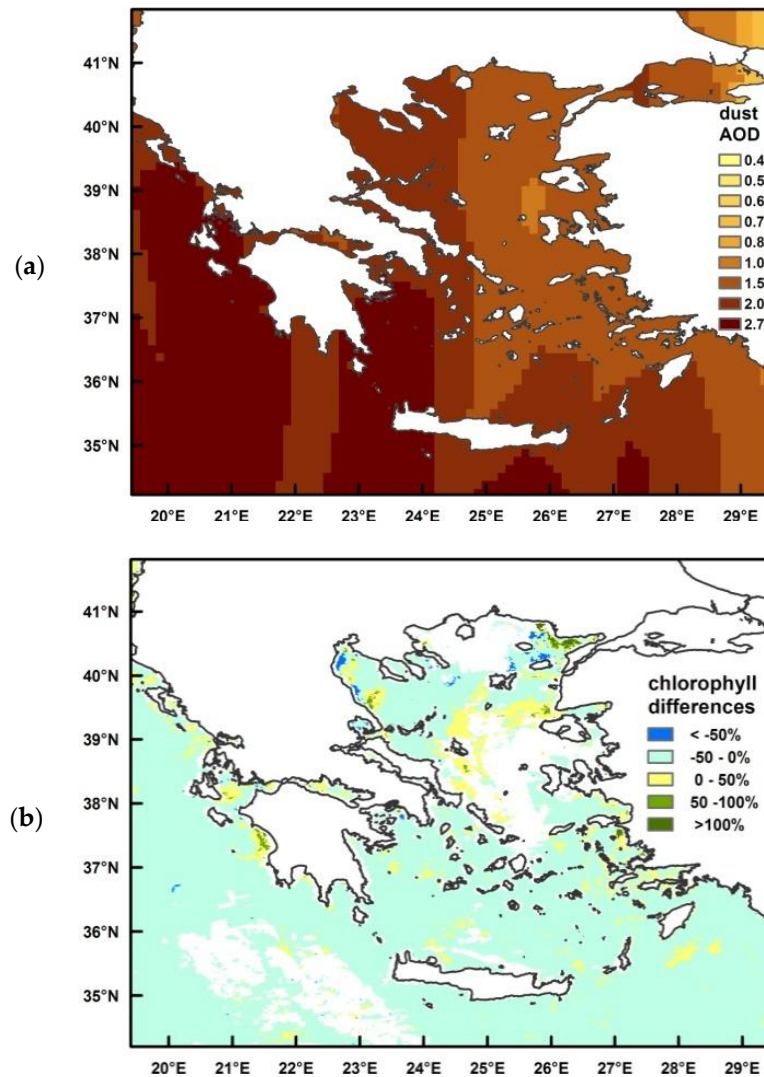 41°N
40°N
39°N
38°N
37°N
36°N
35°N
dust
AOD
0.4
0.5
0.6
0.7
0.8
1.0
1.5
2.0
2.7
(a)
20°E 21°E 22°E 23°E 24°E 25°E 26°E 27°E 28°E 29°E
41°N
40°N
39°N
38°N
37°N
36°N
35°N
chlorophyll
differences
< -50%
-50 - 0%
0 - 50%
50 -100%
>100%
(b)
20°E 21°E 22°E 23°E 24°E 25°E 26°E 27°E 28°E 29°E